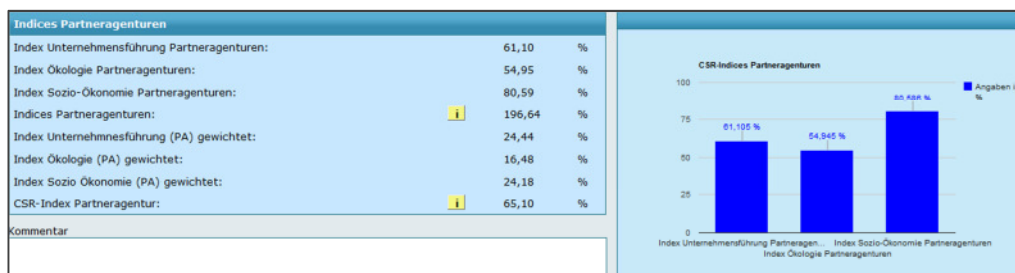 Indices Partneragenturen
Index Unternehmensführung Partneragenturen: 61,10 %
Index Ökologie Partneragenturen: 54,95 %
Index Sozio-Ökonomie Partneragenturen: 80,59 %
Indices Partneragenturen: i 196,64 %
Index Unternehmnesführung (PA) gewichtet: 24,44 %
Index Ökologie (PA) gewichtet: 16,48 %
Index Sozio Ökonomie (PA) gewichtet: 24,18 %
CSR-Index Partneragentur: i 65,10 %
Kommentar
CSR-Indices Partneragenturen
100
75
50
25
0
61,105 %
54,945 %
80,586 %
Angaben i
%
Index Unternehmensführung Partneragen... Index Sozio-Ökonomie Partneragenturen
Index Ökologie Partneragenturen